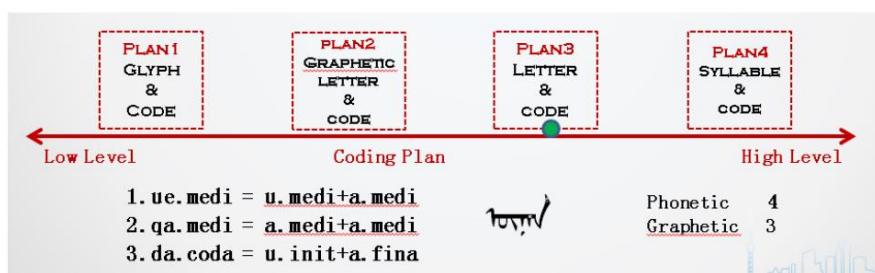 PLAN1
GLYPH
&
CODE
PLAN2
GRAPHETIC
LETTER
&
CODE
PLAN3
LETTER
&
CODE
PLAN4
SYLLABLE
&
CODE
Low Level
Coding Plan
High Level
1. ue.medi = u.medi+a.medi
2. qa.medi = a.medi+a.medi
3. da.coda = u.init+a.fina
Phonetic 4
Graphetic 3